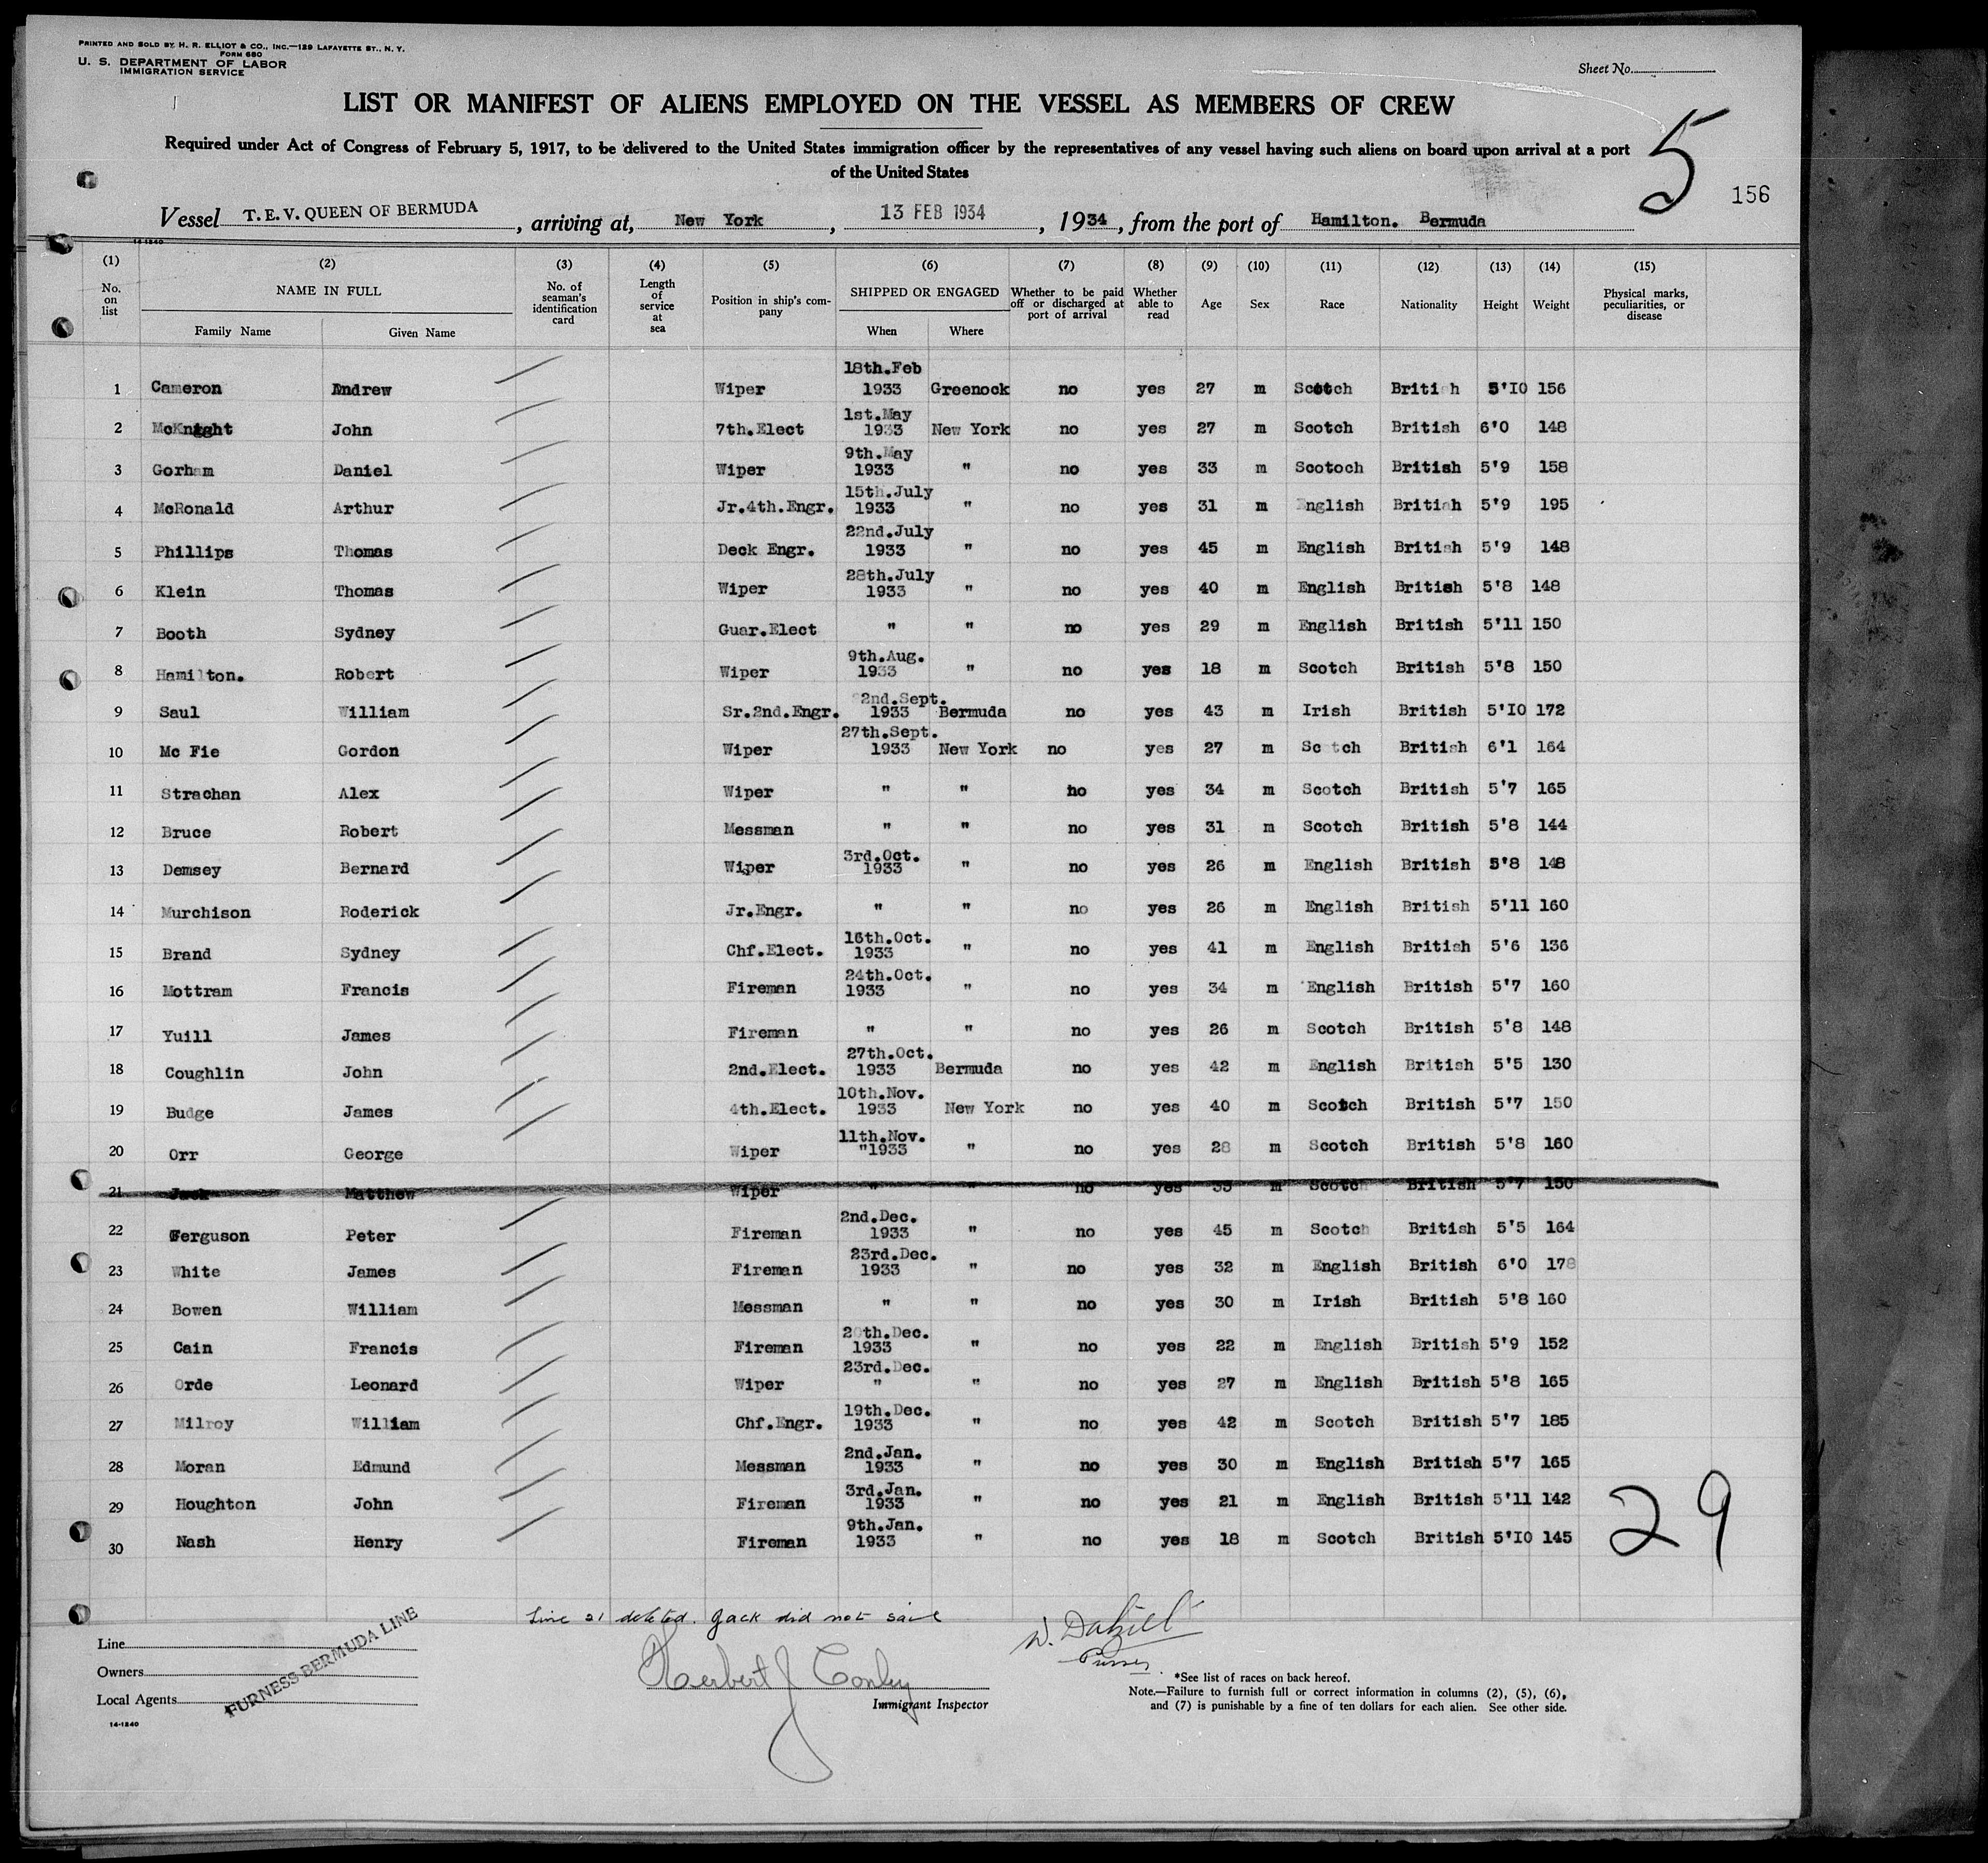 PRINTED AND SOLD BY H. R. ELLIOT & CO., INC.—129 LAFAYETTE ST., N. Y.
FORM 680
U. S. DEPARTMENT OF LABOR
IMMIGRATION SERVICE
Sheet No.
LIST OR MANIFEST OF ALIENS EMPLOYED ON THE VESSEL AS MEMBERS OF CREW
Required under Act of Congress of February 5, 1917, to be delivered to the United States immigration officer by the representatives of any vessel having such aliens on board upon arrival at a port
of the United States
5
156
Vessel T.E.V. QUEEN OF BERMUDA, arriving at, New York, 13 FEB 1934, 1934, from the port of Hamilton. Bermuda
14-1240
(1) (2) (3) (4) (5) (6) (7) (8) (9) (10) (11) (12) (13) (14) (15)
No. on list NAME IN FULL Family Name Given Name No. of seaman's identification card Length of service at sea Position in ship's company SHIPPED OR ENGAGED When Where Whether to be paid off or discharged at port of arrival Whether able to read Age Sex Race Nationality Height Weight Physical marks, peculiarities, or disease
1 Cameron Andrew Wiper 18th.Feb 1933 Greenock no yes 27 m Scotch British 5'10 156
2 McKnight John 7th.Elect 1st.May 1933 New York no yes 27 m Scotch British 6'0 148
3 Gorham Daniel Wiper 9th.May 1933 " no yes 33 m Scotoch British 5'9 158
4 McRonald Arthur Jr.4th.Engr. 15th.July 1933 " no yes 31 m English British 5'9 195
5 Phillips Thomas Deck Engr. 22nd.July 1933 " no yes 45 m English British 5'9 148
6 Klein Thomas Wiper 28th.July 1933 " no yes 40 m English British 5'8 148
7 Booth Sydney Guar.Elect " " no yes 29 m English British 5'11 150
8 Hamilton. Robert Wiper 9th.Aug. 1933 " no yes 18 m Scotch British 5'8 150
9 Saul William Sr.2nd.Engr. 22nd.Sept. 1933 Bermuda no yes 43 m Irish British 5'10 172
10 Mc Fie Gordon Wiper 27th.Sept. 1933 New York no yes 27 m Scotch British 6'1 164
11 Strachan Alex Wiper " " no yes 34 m Scotch British 5'7 165
12 Bruce Robert Messman " " no yes 31 m Scotch British 5'8 144
13 Demsey Bernard Wiper 3rd.Oct. 1933 " no yes 26 m English British 5'8 148
14 Murchison Roderick Jr.Engr. " " no yes 26 m English British 5'11 160
15 Brand Sydney Chf.Elect. 16th.Oct. 1933 " no yes 41 m English British 5'6 136
16 Mottram Francis Fireman 24th.Oct. 1933 " no yes 34 m English British 5'7 160
17 Yuill James Fireman " " no yes 26 m Scotch British 5'8 148
18 Coughlin John 2nd.Elect. 27th.Oct. 1933 Bermuda no yes 42 m English British 5'5 130
19 Budge James 4th.Elect. 10th.Nov. 1933 New York no yes 40 m Scotch British 5'7 150
20 Orr George Wiper 11th.Nov. "1933 " no yes 28 m Scotch British 5'8 160
21 Jack Matthew Wiper " " no yes 33 m Scotch British 5'7 150
22 Ferguson Peter Fireman 2nd.Dec. 1933 " no yes 45 m Scotch British 5'5 164
23 White James Fireman 23rd.Dec. 1933 " no yes 32 m English British 6'0 178
24 Bowen William Messman " " no yes 30 m Irish British 5'8 160
25 Cain Francis Fireman 1933 " no yes 22 m English British 5'9 152
26 Orde Leonard Wiper 23rd.Dec. " " no yes 27 m English British 5'8 165
27 Milroy William Chf.Engr. 19th.Dec. 1933 " no yes 42 m Scotch British 5'7 185
28 Moran Edmund Messman 2nd.Jan. 1933 " no yes 30 m English British 5'7 165
29 Houghton John Fireman 3rd.Jan. 1933 " no yes 21 m English British 5'11 142
30 Nash Henry Fireman 9th.Jan. 1933 " no yes 18 m Scotch British 5'10 145
29
Line 21 deleted. Jack did not sail
Line
Owners
Local Agents
FURNESS BERMUDA LINE
14-1240
Herbert J
Immigrant Inspector
W. Dalziel
Purser.
*See list of races on back hereof.
Note.—Failure to furnish full or correct information in columns (2), (5), (6),
and (7) is punishable by a fine of ten dollars for each alien. See other side.